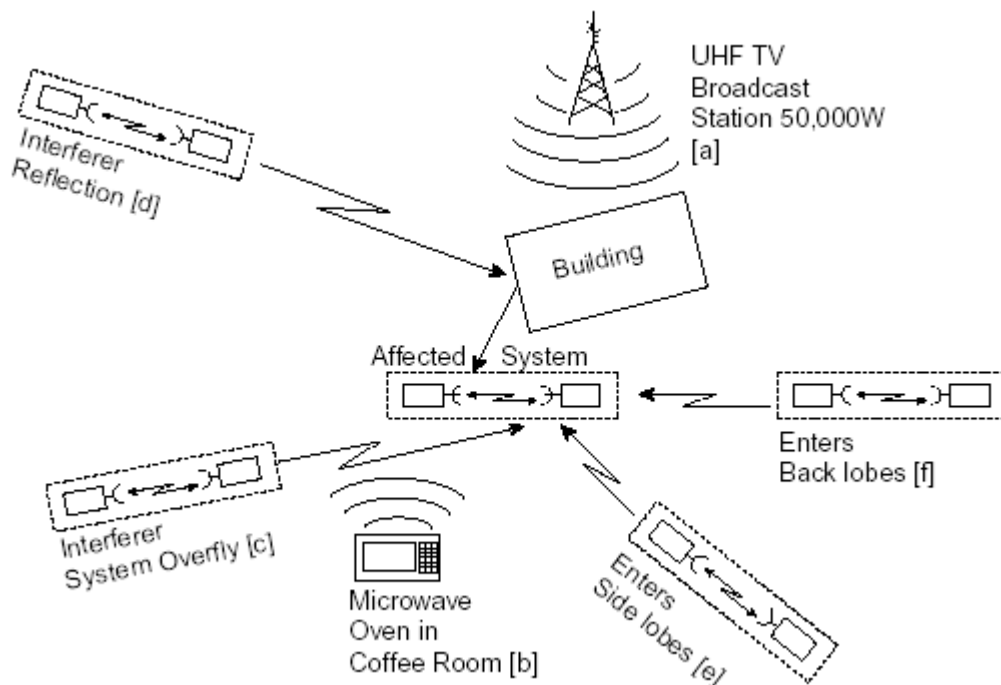 UHF TV
Broadcast
Station 50,000W
[a]
Interferer
Reflection [d]
Building
Affected System
Enters
Back lobes [f]
Interferer
System Overfly [c]
Enters
Side lobes [e]
Microwave
Oven in
Coffee Room [b]